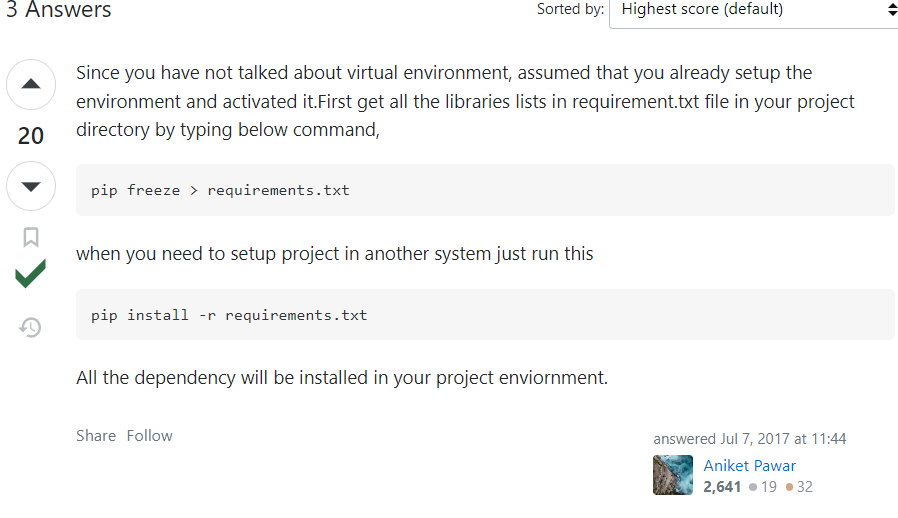 3 Answers
Sorted by: Highest score (default)
Since you have not talked about virtual environment, assumed that you already setup the
environment and activated it.First get all the libraries lists in requirement.txt file in your project
directory by typing below command,
20
pip freeze > requirements.txt
when you need to setup project in another system just run this
pip install -r requirements.txt
All the dependency will be installed in your project enviornment.
Share Follow
answered Jul 7, 2017 at 11:44
Aniket Pawar
2,641 19 32